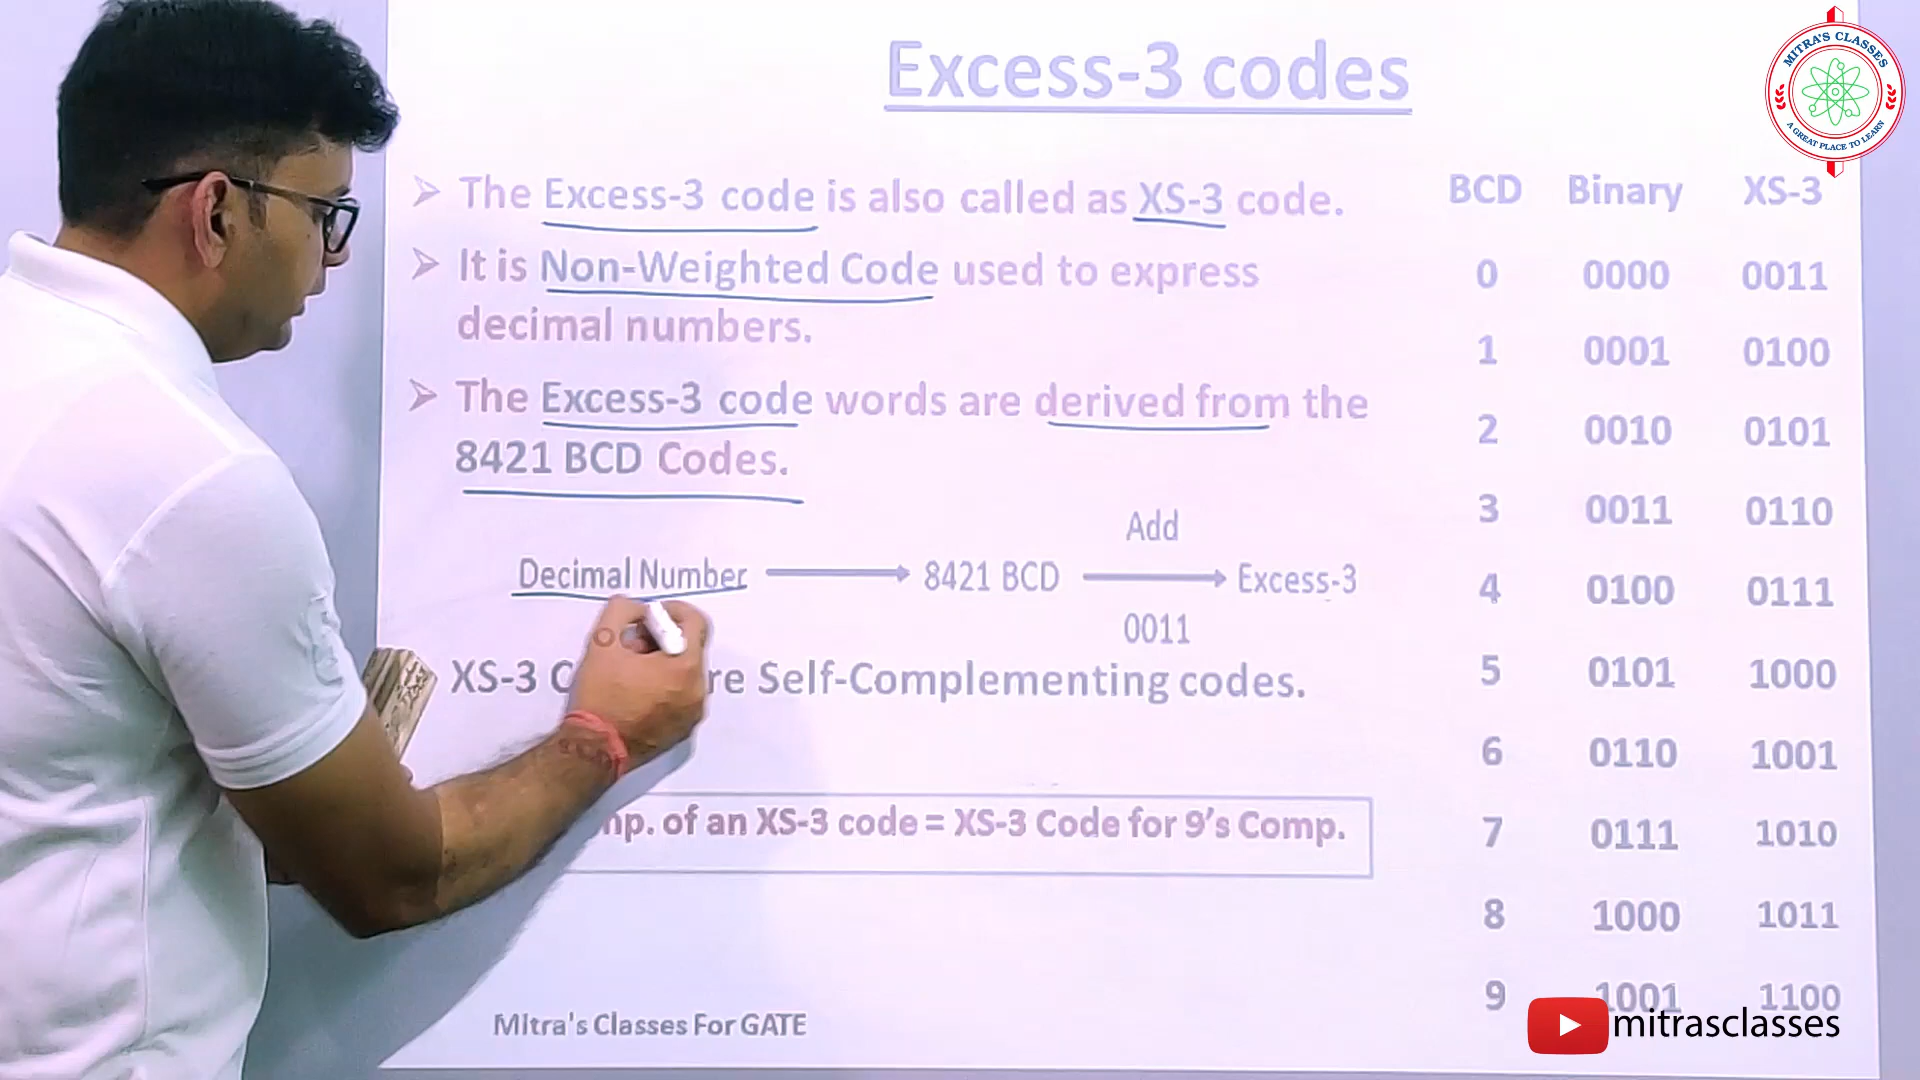 Excess-3 codes
MITRA'S CLASSES
A GREAT PLACE TO LEARN
The Excess-3 code is also called as XS-3 code.
It is Non-Weighted Code used to express
decimal numbers.
The Excess-3 code words are derived from the
8421 BCD Codes.
Add
Decimal Number 8421 BCD Excess-3
0011
XS-3 re Self-Complementing codes.
mp. of an XS-3 code = XS-3 Code for 9's Comp.
BCD Binary XS-3
0 0000 0011
1 0001 0100
2 0010 0101
3 0011 0110
4 0100 0111
5 0101 1000
6 0110 1001
7 0111 1010
8 1000 1011
9 1001 1100
Mitra's Classes For GATE
mitrasclasses